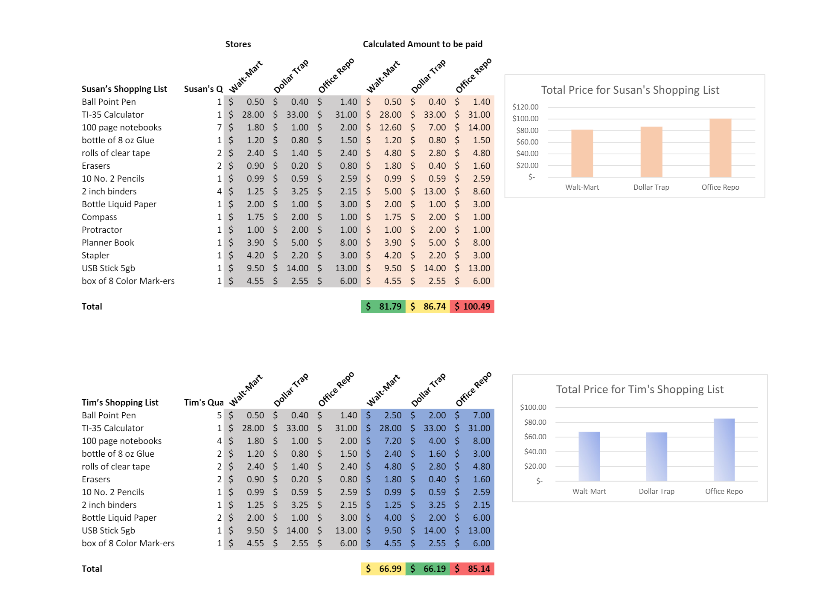 Stores Calculated Amount to be paid
Susan's Shopping List Susan's Q Walt-Mart Dollar Trap Office Repo Walt-Mart Dollar Trap Office Repo
Ball Point Pen 1 $ 0.50 $ 0.40 $ 1.40 $ 0.50 $ 0.40 $ 1.40
TI-35 Calculator 1 $ 28.00 $ 33.00 $ 31.00 $ 28.00 $ 33.00 $ 31.00
100 page notebooks 7 $ 1.80 $ 1.00 $ 2.00 $ 12.60 $ 7.00 $ 14.00
bottle of 8 oz Glue 1 $ 1.20 $ 0.80 $ 1.50 $ 1.20 $ 0.80 $ 1.50
rolls of clear tape 2 $ 2.40 $ 1.40 $ 2.40 $ 4.80 $ 2.80 $ 4.80
Erasers 2 $ 0.90 $ 0.20 $ 0.80 $ 1.80 $ 0.40 $ 1.60
10 No. 2 Pencils 1 $ 0.99 $ 0.59 $ 2.59 $ 0.99 $ 0.59 $ 2.59
2 inch binders 4 $ 1.25 $ 3.25 $ 2.15 $ 5.00 $ 13.00 $ 8.60
Bottle Liquid Paper 1 $ 2.00 $ 1.00 $ 3.00 $ 2.00 $ 1.00 $ 3.00
Compass 1 $ 1.75 $ 2.00 $ 1.00 $ 1.75 $ 2.00 $ 1.00
Protractor 1 $ 1.00 $ 2.00 $ 1.00 $ 1.00 $ 2.00 $ 1.00
Planner Book 1 $ 3.90 $ 5.00 $ 8.00 $ 3.90 $ 5.00 $ 8.00
Stapler 1 $ 4.20 $ 2.20 $ 3.00 $ 4.20 $ 2.20 $ 3.00
USB Stick 5gb 1 $ 9.50 $ 14.00 $ 13.00 $ 9.50 $ 14.00 $ 13.00
box of 8 Color Mark-ers 1 $ 4.55 $ 2.55 $ 6.00 $ 4.55 $ 2.55 $ 6.00
Total $ 81.79 $ 86.74 $ 100.49
Total Price for Susan's Shopping List
$120.00
$100.00
$80.00
$60.00
$40.00
$20.00
$-
Walt-Mart Dollar Trap Office Repo
Tim's Shopping List Tim's Qua Walt-Mart Dollar Trap Office Repo Walt-Mart Dollar Trap Office Repo
Ball Point Pen 5 $ 0.50 $ 0.40 $ 1.40 $ 2.50 $ 2.00 $ 7.00
TI-35 Calculator 1 $ 28.00 $ 33.00 $ 31.00 $ 28.00 $ 33.00 $ 31.00
100 page notebooks 4 $ 1.80 $ 1.00 $ 2.00 $ 7.20 $ 4.00 $ 8.00
bottle of 8 oz Glue 2 $ 1.20 $ 0.80 $ 1.50 $ 2.40 $ 1.60 $ 3.00
rolls of clear tape 2 $ 2.40 $ 1.40 $ 2.40 $ 4.80 $ 2.80 $ 4.80
Erasers 2 $ 0.90 $ 0.20 $ 0.80 $ 1.80 $ 0.40 $ 1.60
10 No. 2 Pencils 1 $ 0.99 $ 0.59 $ 2.59 $ 0.99 $ 0.59 $ 2.59
2 inch binders 1 $ 1.25 $ 3.25 $ 2.15 $ 1.25 $ 3.25 $ 2.15
Bottle Liquid Paper 2 $ 2.00 $ 1.00 $ 3.00 $ 4.00 $ 2.00 $ 6.00
USB Stick 5gb 1 $ 9.50 $ 14.00 $ 13.00 $ 9.50 $ 14.00 $ 13.00
box of 8 Color Mark-ers 1 $ 4.55 $ 2.55 $ 6.00 $ 4.55 $ 2.55 $ 6.00
Total $ 66.99 $ 66.19 $ 85.14
Total Price for Tim's Shopping List
$100.00
$80.00
$60.00
$40.00
$20.00
$-
Walt-Mart Dollar Trap Office Repo